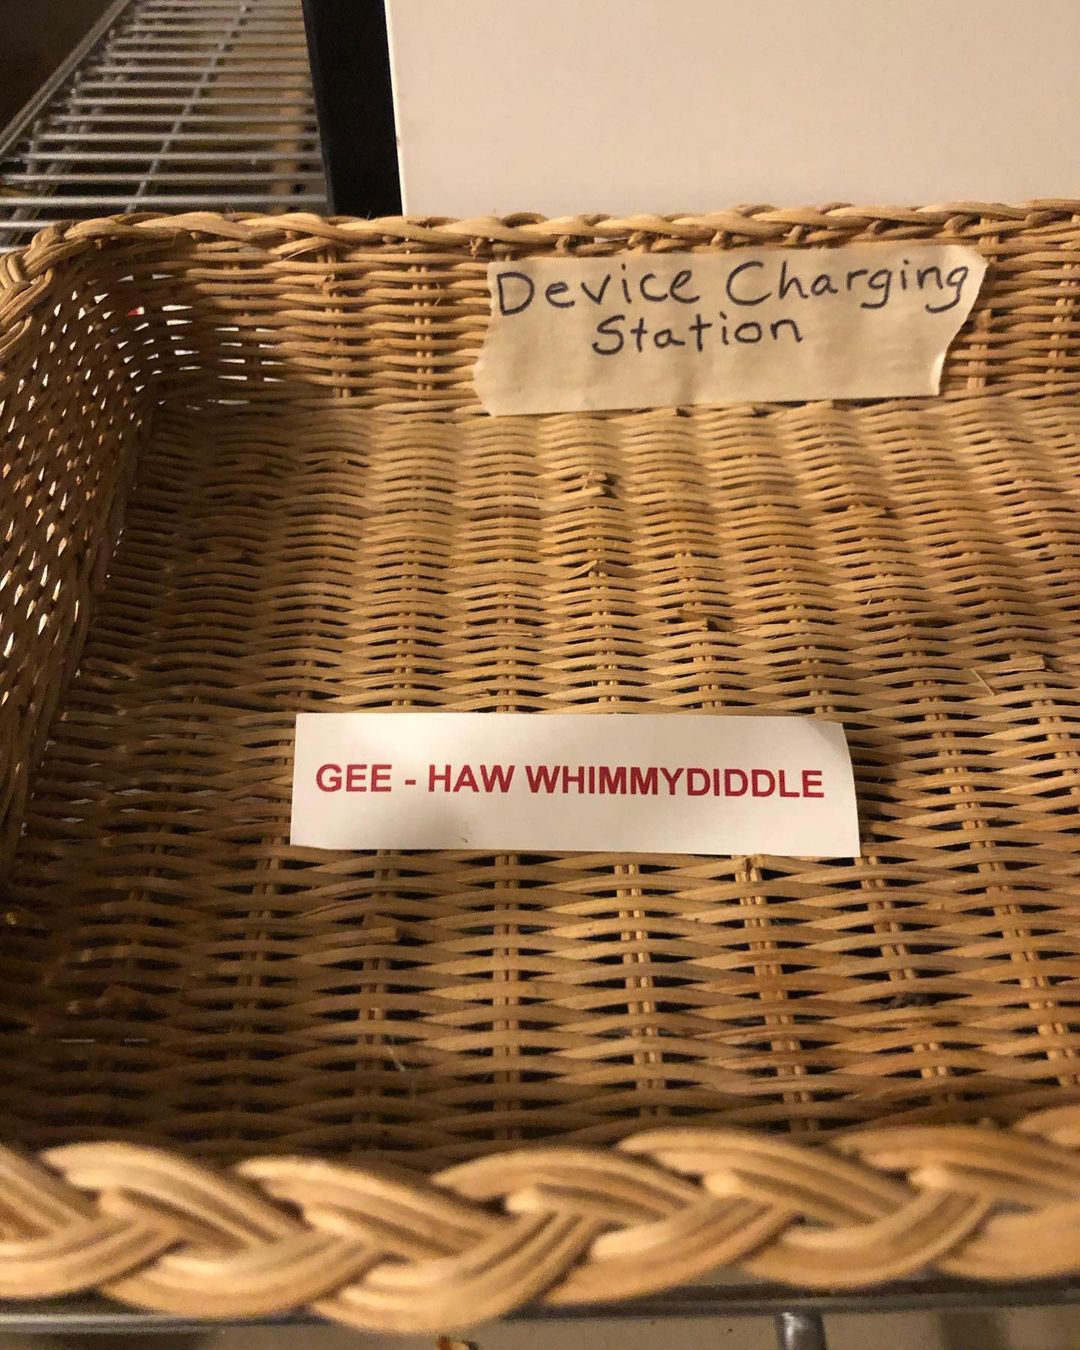 Device Charging
Station
GEE - HAW WHIMMYDIDDLE